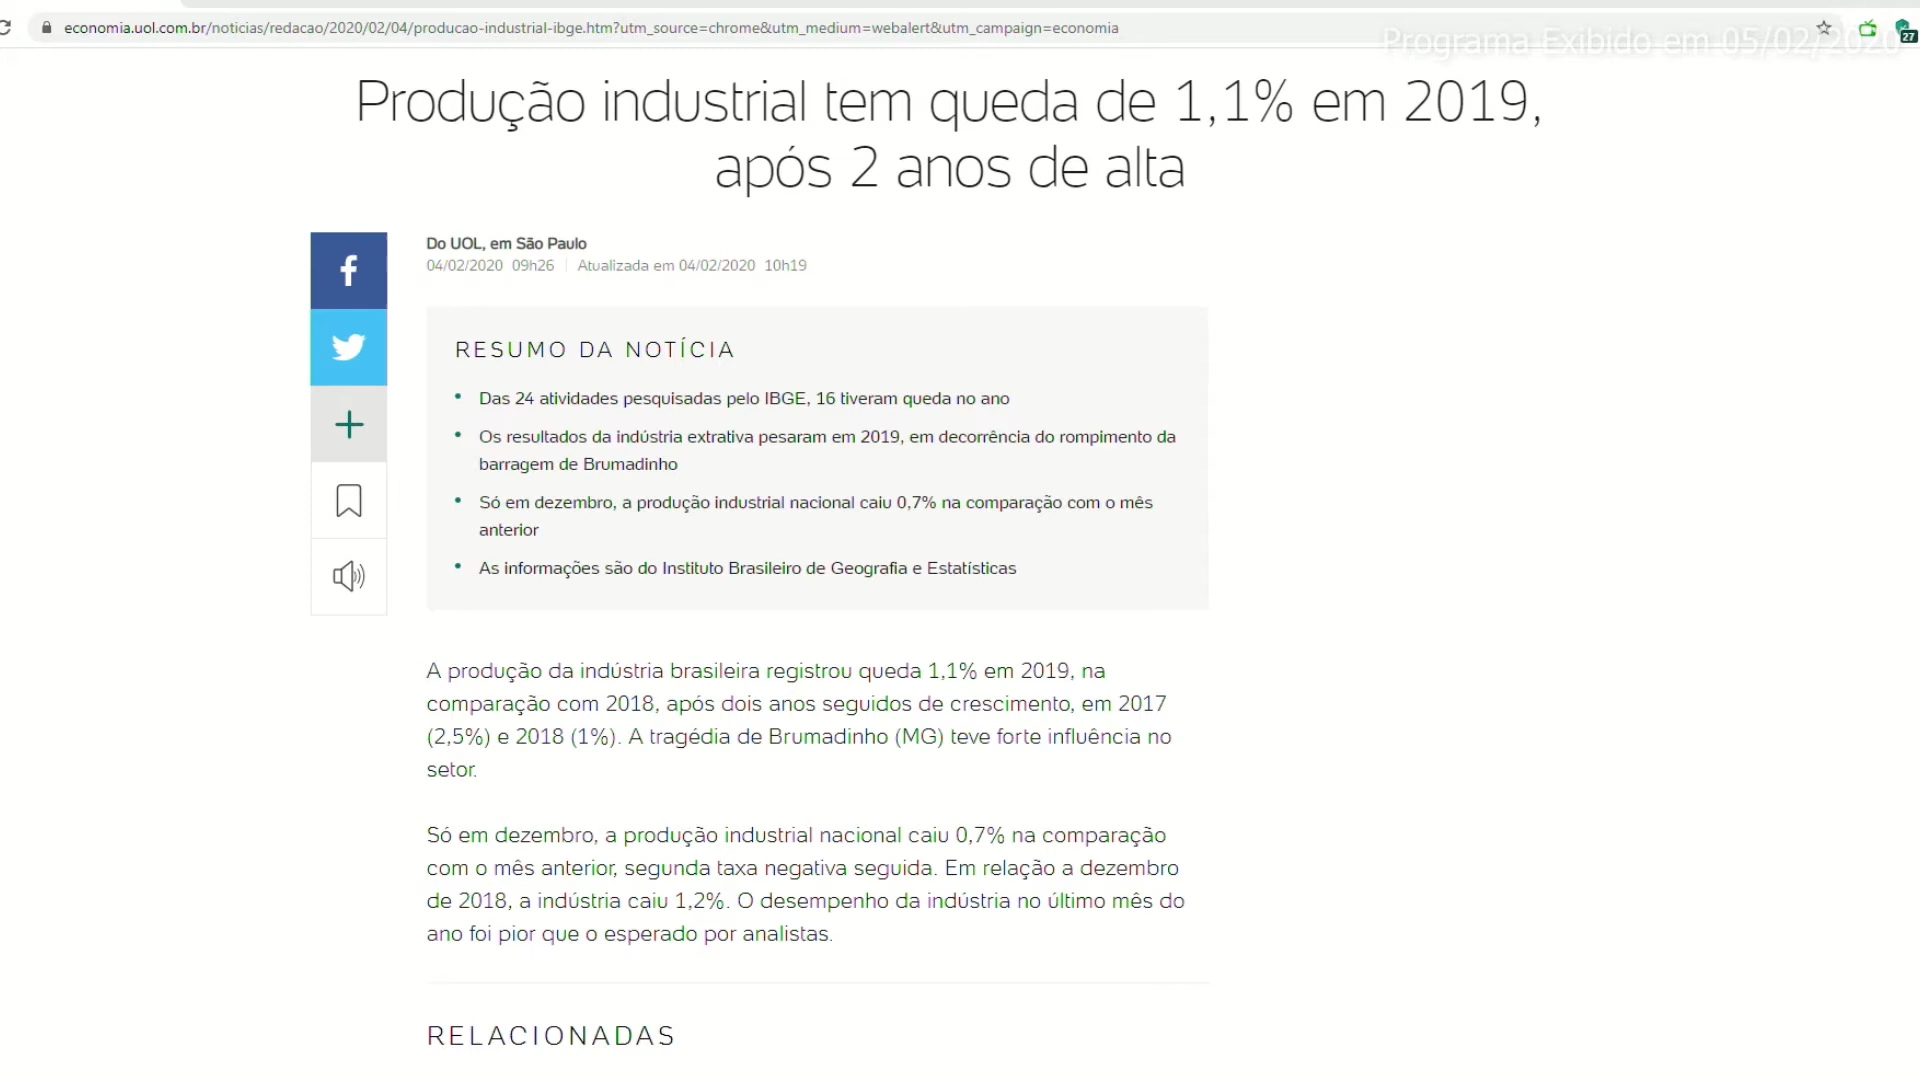 economia.uol.com.br/noticias/redacao/2020/02/04/producao-industrial-ibge.htm?utm_source=chrome&utm_medium=webalert&utm_campaign=economia
27
Programa Exibido em 05/02/2020
Produção industrial tem queda de 1,1% em 2019,
após 2 anos de alta
Do UOL, em São Paulo
04/02/2020 09h26 | Atualizada em 04/02/2020 10h19
RESUMO DA NOTÍCIA
• Das 24 atividades pesquisadas pelo IBGE, 16 tiveram queda no ano
• Os resultados da indústria extrativa pesaram em 2019, em decorrência do rompimento da
barragem de Brumadinho
• Só em dezembro, a produção industrial nacional caiu 0,7% na comparação com o mês
anterior
• As informações são do Instituto Brasileiro de Geografia e Estatísticas
A produção da indústria brasileira registrou queda 1,1% em 2019, na
comparação com 2018, após dois anos seguidos de crescimento, em 2017
(2,5%) e 2018 (1%). A tragédia de Brumadinho (MG) teve forte influência no
setor.
Só em dezembro, a produção industrial nacional caiu 0,7% na comparação
com o mês anterior, segunda taxa negativa seguida. Em relação a dezembro
de 2018, a indústria caiu 1,2%. O desempenho da indústria no último mês do
ano foi pior que o esperado por analistas.
RELACIONADAS